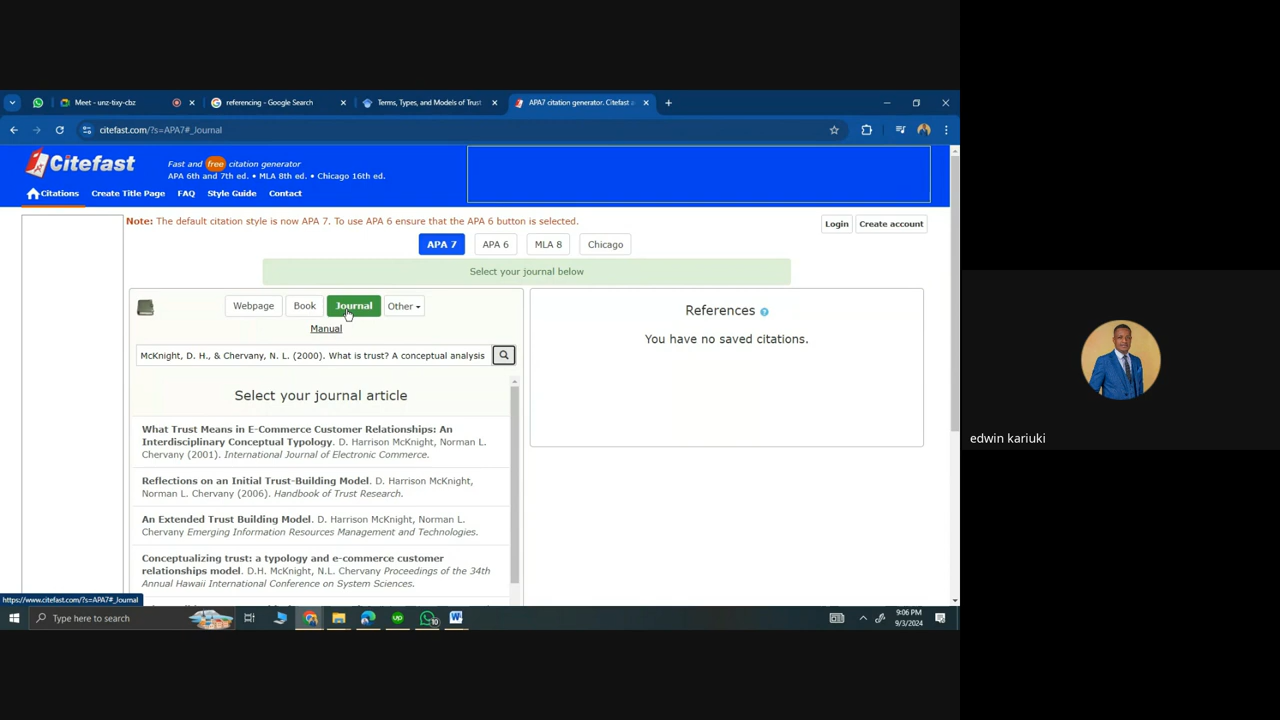 Meet - unz-tixy-cbz
referencing - Google Search
Terms, Types, and Models of Trust
APA7 citation generator. Citefast a
citefast.com/?s=APA7#_Journal
Citefast
Fast and free citation generator
APA 6th and 7th ed. • MLA 8th ed. • Chicago 16th ed.
Citations
Create Title Page
FAQ
Style Guide
Contact
Note: The default citation style is now APA 7. To use APA 6 ensure that the APA 6 button is selected.
Login
Create account
APA 7
APA 6
MLA 8
Chicago
Select your journal below
Webpage
Book
Journal
Other
Manual
McKnight, D. H., & Chervany, N. L. (2000). What is trust? A conceptual analysis
Select your journal article
What Trust Means in E-Commerce Customer Relationships: An
Interdisciplinary Conceptual Typology. D. Harrison McKnight, Norman L.
Chervany (2001). International Journal of Electronic Commerce.
Reflections on an Initial Trust-Building Model. D. Harrison McKnight,
Norman L. Chervany (2006). Handbook of Trust Research.
An Extended Trust Building Model. D. Harrison McKnight, Norman L.
Chervany Emerging Information Resources Management and Technologies.
Conceptualizing trust: a typology and e-commerce customer
relationships model. D.H. McKnight, N.L. Chervany Proceedings of the 34th
Annual Hawaii International Conference on System Sciences.
References ?
You have no saved citations.
https://www.citefast.com/?s=APA7#_Journal
Type here to search
10
9:06 PM
9/3/2024
edwin kariuki